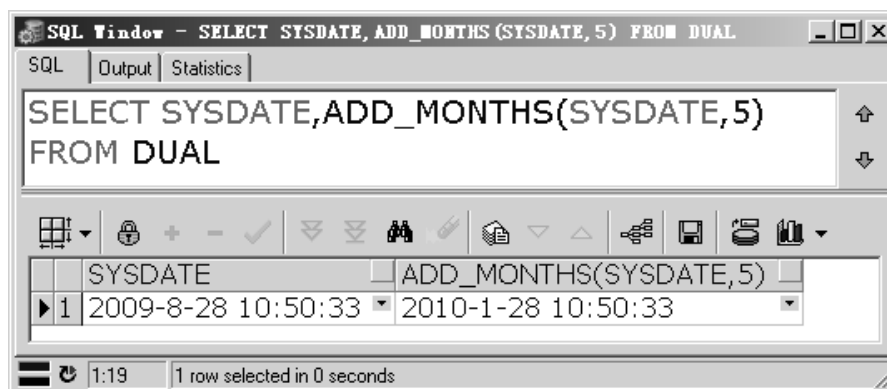 SQL Window - SELECT SYSDATE,ADD_MONTHS(SYSDATE,5) FROM DUAL
SQL Output Statistics
SELECT SYSDATE,ADD_MONTHS(SYSDATE,5)
FROM DUAL
SYSDATE ADD_MONTHS(SYSDATE,5)
1 2009-8-28 10:50:33 2010-1-28 10:50:33
1:19 1 row selected in 0 seconds